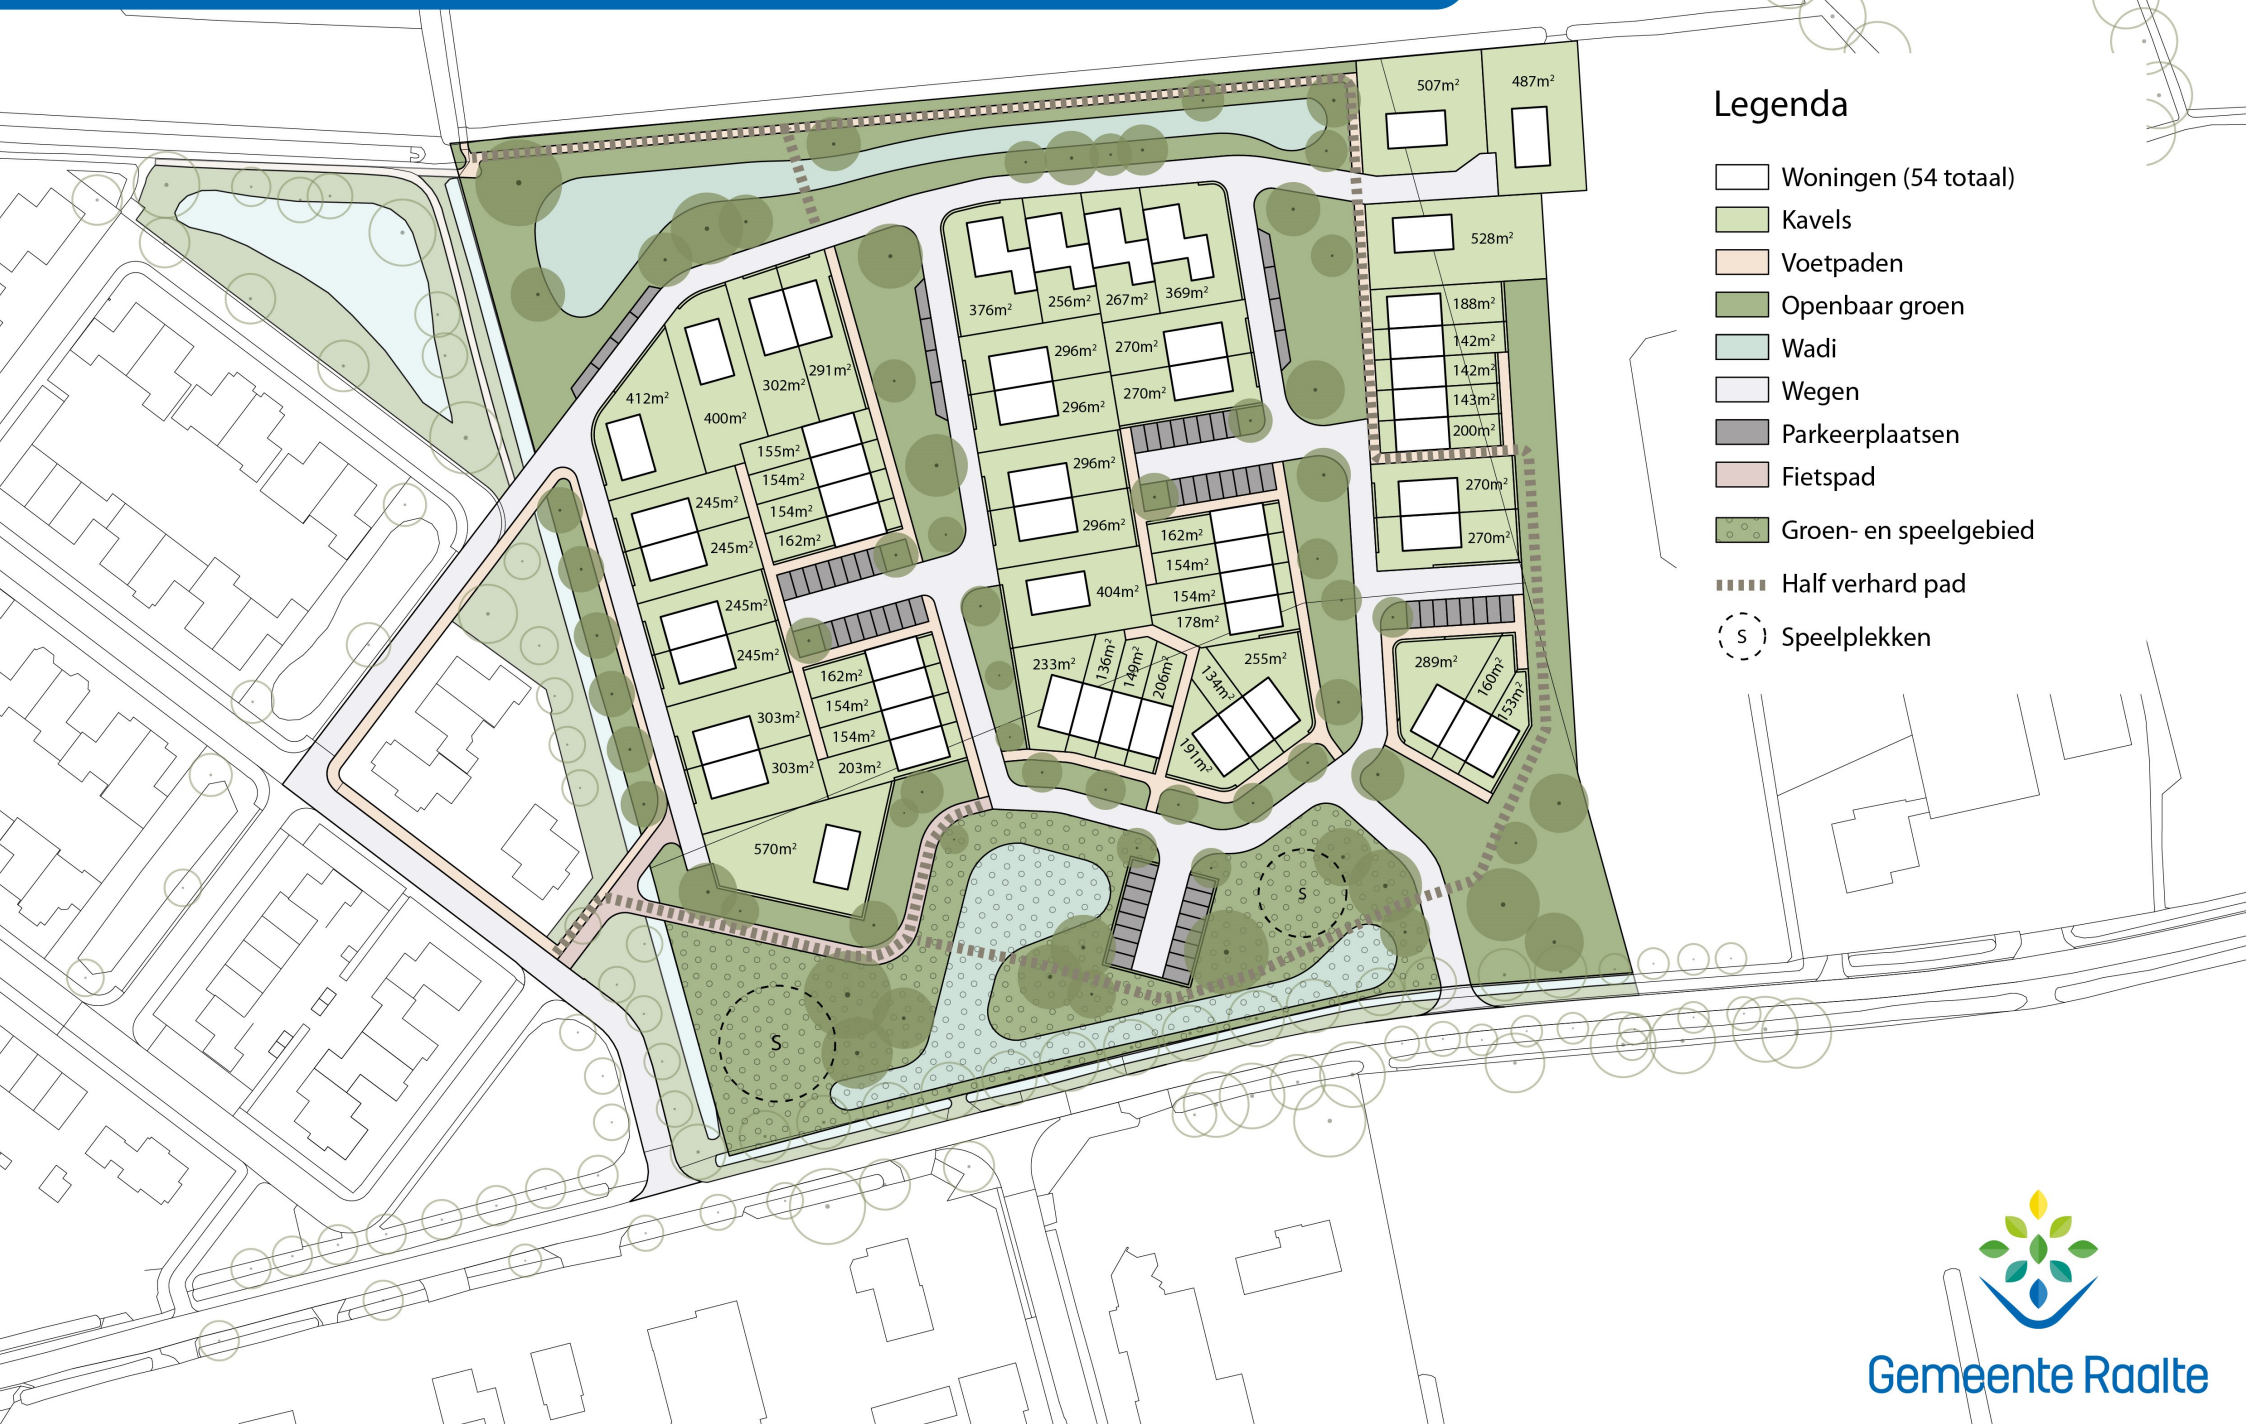 507m²
487m²
528m²
376m²
256m²
267m²
369m²
188m²
142m²
142m²
143m²
200m²
296m²
270m²
296m²
270m²
412m²
400m²
302m²
291m²
155m²
154m²
154m²
162m²
296m²
296m²
245m²
245m²
270m²
270m²
162m²
154m²
154m²
178m²
404m²
245m²
245m²
162m²
154m²
154m²
203m²
303m²
303m²
233m²
136m²
149m²
206m²
134m²
255m²
191m²
289m²
160m²
153m²
570m²
S
S
Legenda
Woningen (54 totaal)
Kavels
Voetpaden
Openbaar groen
Wadi
Wegen
Parkeerplaatsen
Fietspad
Groen- en speelgebied
Half verhard pad
S Speelplekken
Gemeente Raalte